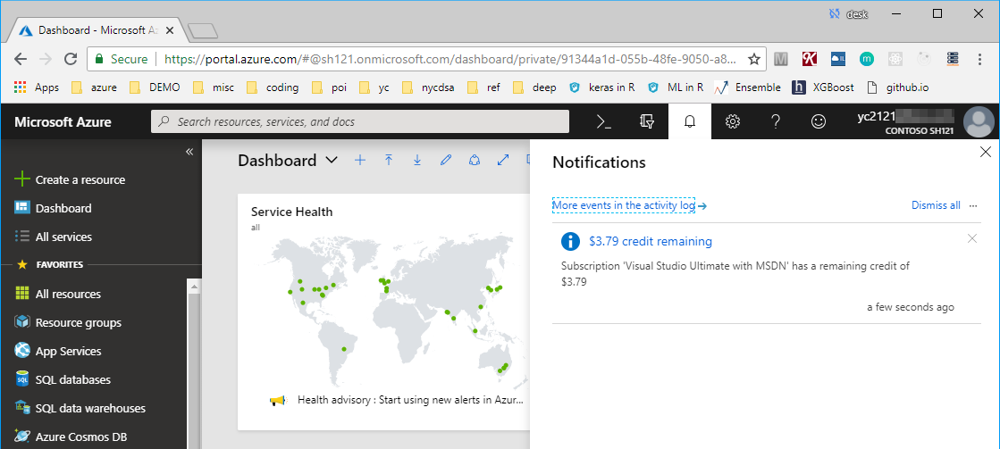 desk
Dashboard - Microsoft Az
Secure https://portal.azure.com/#@sh121.onmicrosoft.com/dashboard/private/91344a1d-055b-48fe-9050-a8...
Apps azure DEMO misc coding poi yc nycdsa ref deep keras in R ML in R Ensemble XGBoost github.io
Microsoft Azure Search resources, services, and docs yc2121
CONTOSO SH121
Create a resource
Dashboard
All services
FAVORITES
All resources
Resource groups
App Services
SQL databases
SQL data warehouses
Azure Cosmos DB
Dashboard
Service Health
all
Health advisory : Start using new alerts in Azur...
Notifications
More events in the activity log
Dismiss all ...
$3.79 credit remaining
Subscription 'Visual Studio Ultimate with MSDN' has a remaining credit of
$3.79
a few seconds ago